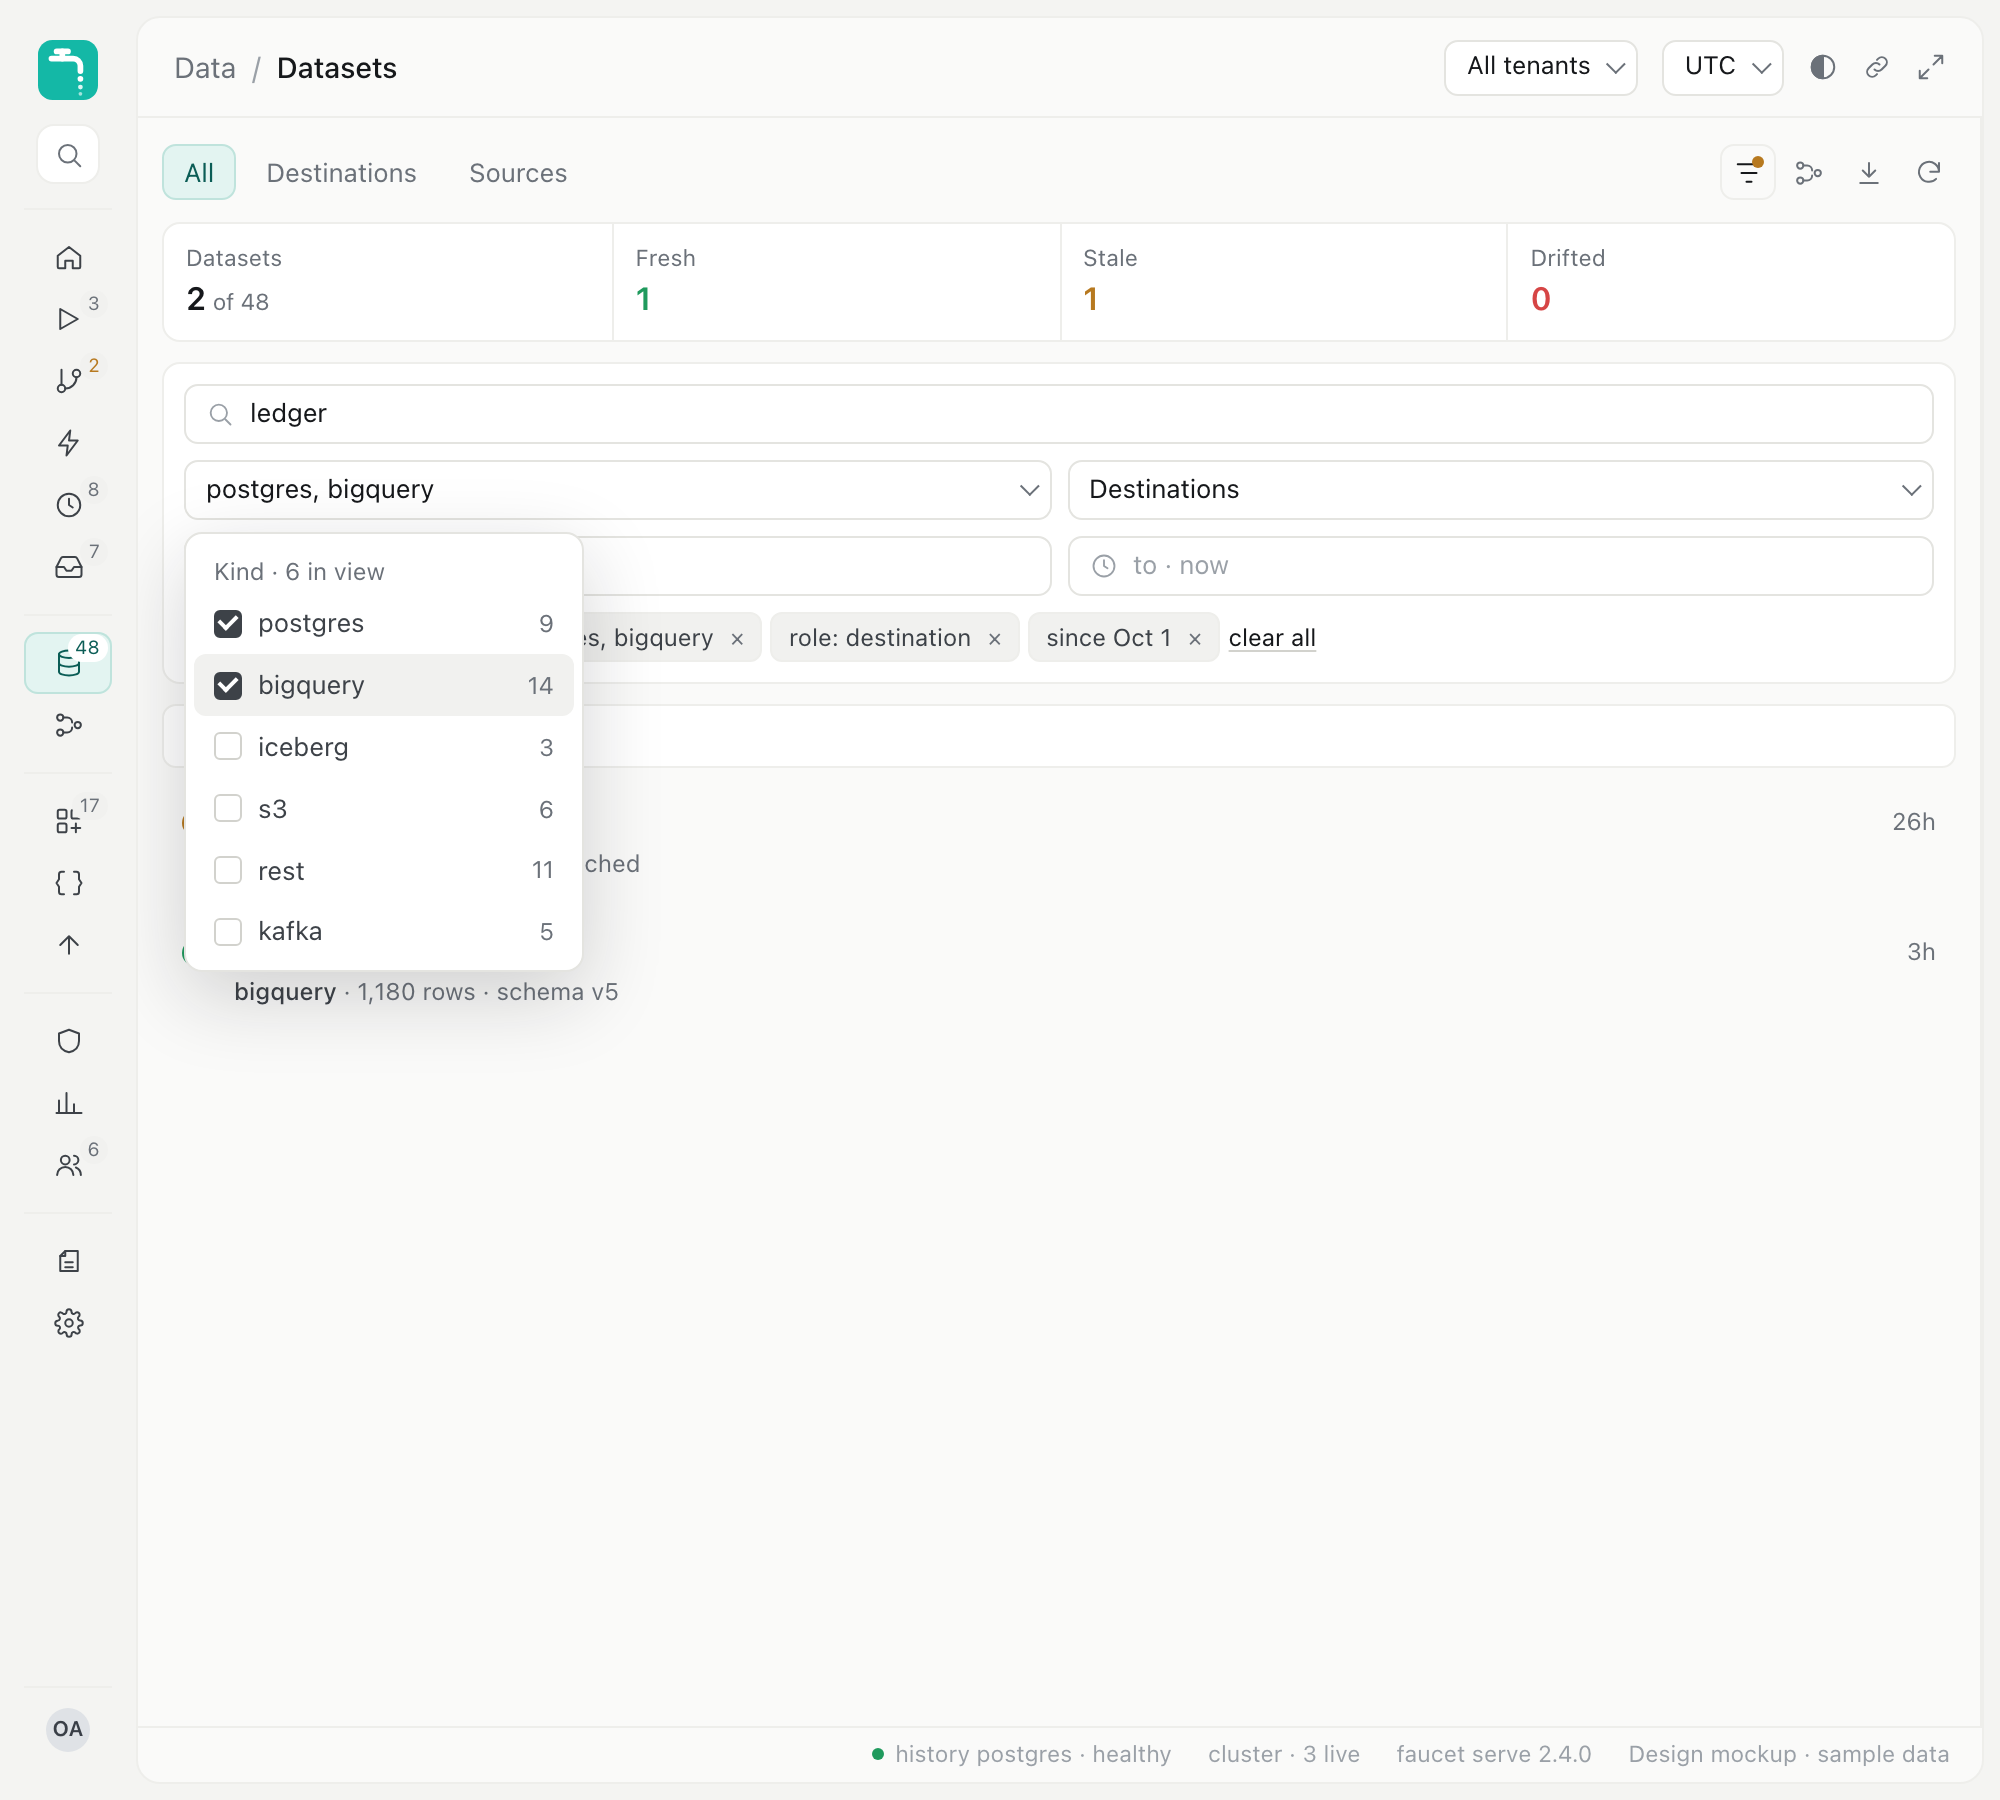 Data / Datasets
All tenants
UTC
All
Destinations
Sources
Datasets
2 of 48
Fresh
1
Stale
1
Drifted
0
ledger
postgres, bigquery
Destinations
to · now
Kind · 6 in view
postgres 9
bigquery 14
iceberg 3
s3 6
rest 11
kafka 5
bigquery ×
role: destination ×
since Oct 1 ×
clear all
26h
3h
bigquery · 1,180 rows · schema v5
3
2
8
7
48
17
6
OA
history postgres · healthy
cluster · 3 live
faucet serve 2.4.0
Design mockup · sample data